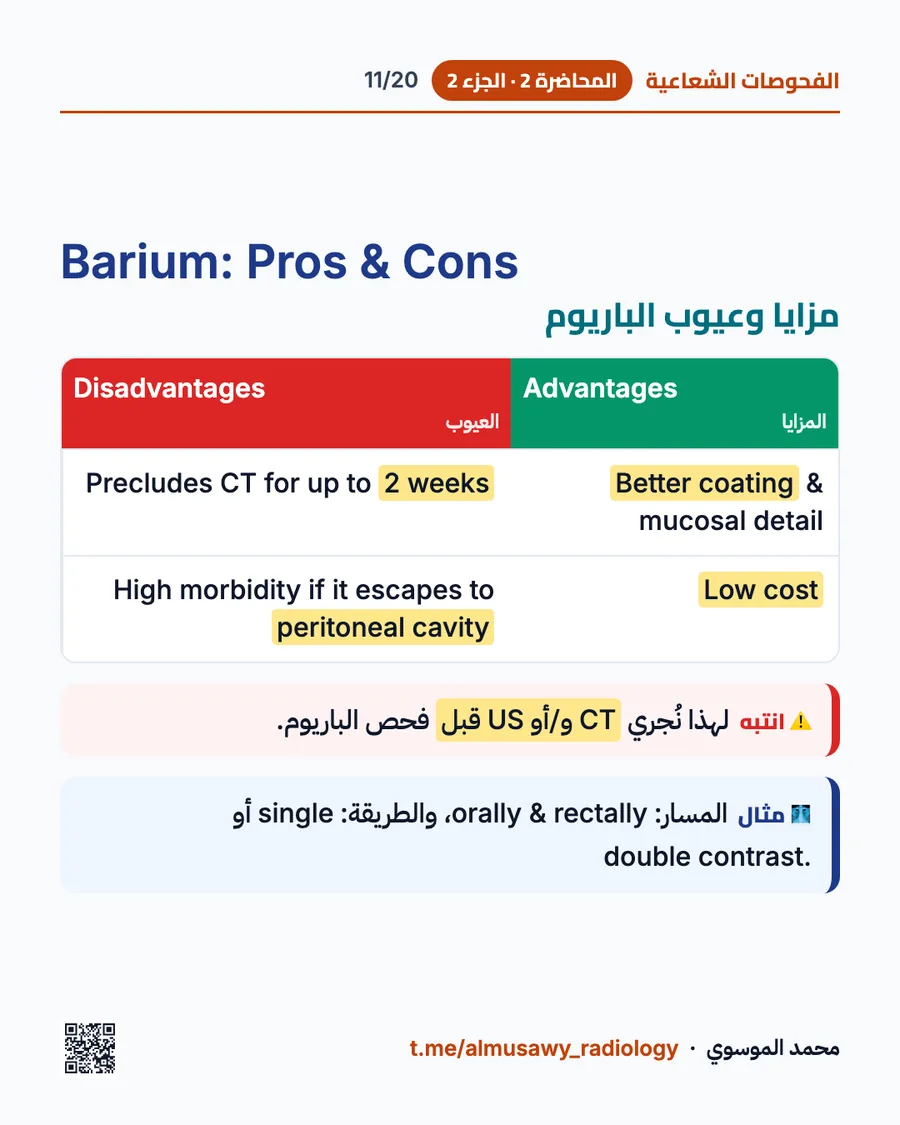 الفحوصات الشعاعية
المحاضرة 2 · الجزء 2
11/20
Barium: Pros & Cons
مزايا وعيوب الباريوم
Advantages
المزايا
Disadvantages
العيوب
Better coating &
mucosal detail
Precludes CT for up to 2 weeks
Low cost
High morbidity if it escapes to
peritoneal cavity
⚠️ انتبه لهذا نُجري CT و/أو US قبل فحص الباريوم.
🩻 مثال المسار: orally & rectally، والطريقة: single أو
double contrast.
محمد الموسوي · t.me/almusawy_radiology